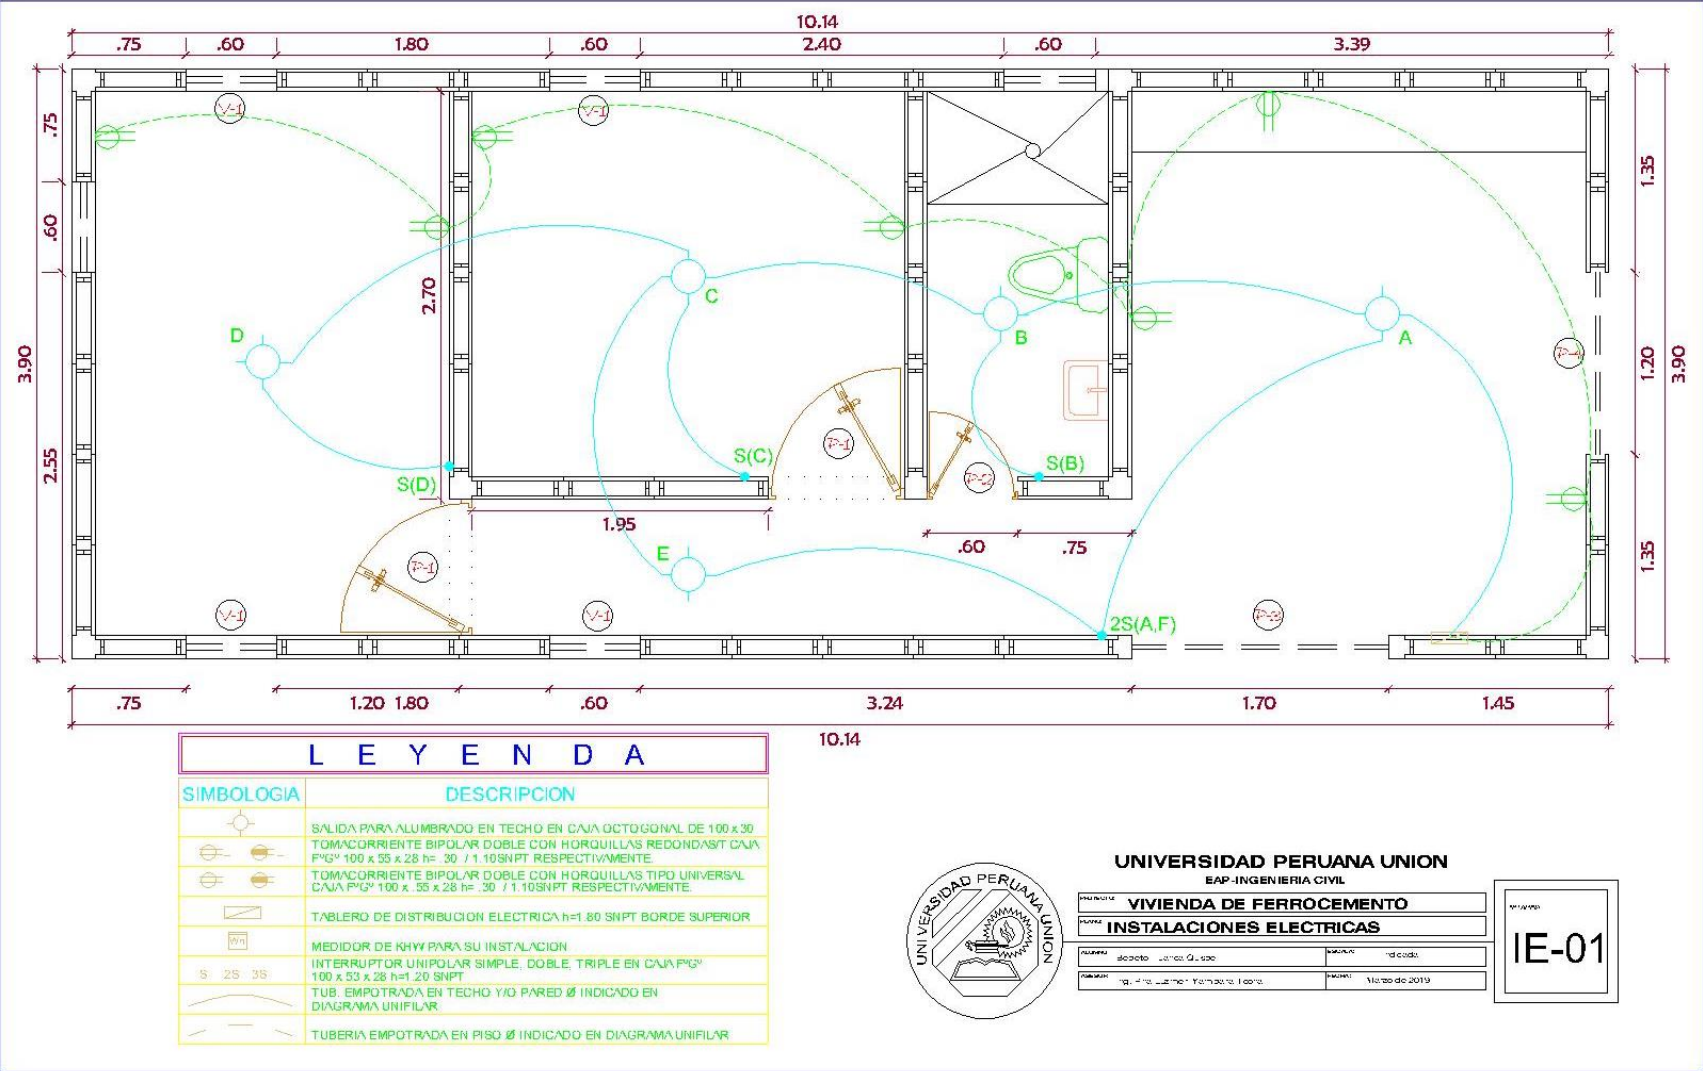 10.14
.75 .60 1.80 .60 2.40 .60 3.39
V-1 V-1
.75
1.35
.60
2.70
C
D
B
A
3.90
1.20
3.90
2.55
S(C)
S(B)
S(D)
1.95
.60
.75
E
1.35
V-1 V-1
2S(A,F)
.75 1.20 1.80 .60 3.24 1.70 1.45
10.14
LEYENDA
SIMBOLOGIA DESCRIPCION
SALIDA PARA ALUMBRADO EN TECHO EN CAJA OCTOGONAL DE 100 x 30
TOMACORRIENTE BIPOLAR DOBLE CON HORQUILLAS REDONDAS/T CAJA
FºGº 100 x 55 x 28 h= .30 / 1.10SNPT RESPECTIVAMENTE.
TOMACORRIENTE BIPOLAR DOBLE CON HORQUILLAS TIPO UNIVERSAL
CAJA FºGº 100 x .55 x 28 h= .30 / 1.10SNPT RESPECTIVAMENTE.
TABLERO DE DISTRIBUCION ELECTRICA h=1.80 SNPT BORDE SUPERIOR
MEDIDOR DE KHW PARA SU INSTALACION
S 2S 3S
INTERRUPTOR UNIPOLAR SIMPLE, DOBLE, TRIPLE EN CAJA FºGº
100 x 53 x 28 h=1.20 SNPT
TUB. EMPOTRADA EN TECHO Y/O PARED Ø INDICADO EN
DIAGRAMA UNIFILAR
TUBERIA EMPOTRADA EN PISO Ø INDICADO EN DIAGRAMA UNIFILAR
UNIVERSIDAD PERUANA UNION
UNIVERSIDAD PERUANA UNION
EAP-INGENIERIA CIVIL
VIVIENDA DE FERROCEMENTO
INSTALACIONES ELECTRICAS
Marzo de 2019
IE-01